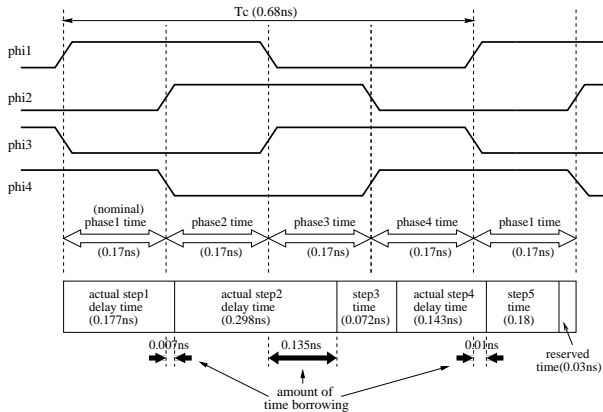 Tc (0.68ns)
phi1
phi2
phi3
phi4
(nominal)
phase1 time
phase2 time
phase3 time
phase4 time
phase1 time
(0.17ns)
(0.17ns)
(0.17ns)
(0.17ns)
(0.17ns)
actual step1
delay time
(0.177ns)
actual step2
delay time
(0.298ns)
step3
time
(0.072ns)
actual step4
delay time
(0.143ns)
step5
time
(0.18)
0.007ns
0.135ns
0.01ns
reserved
time(0.03ns)
amount of
time borrowing